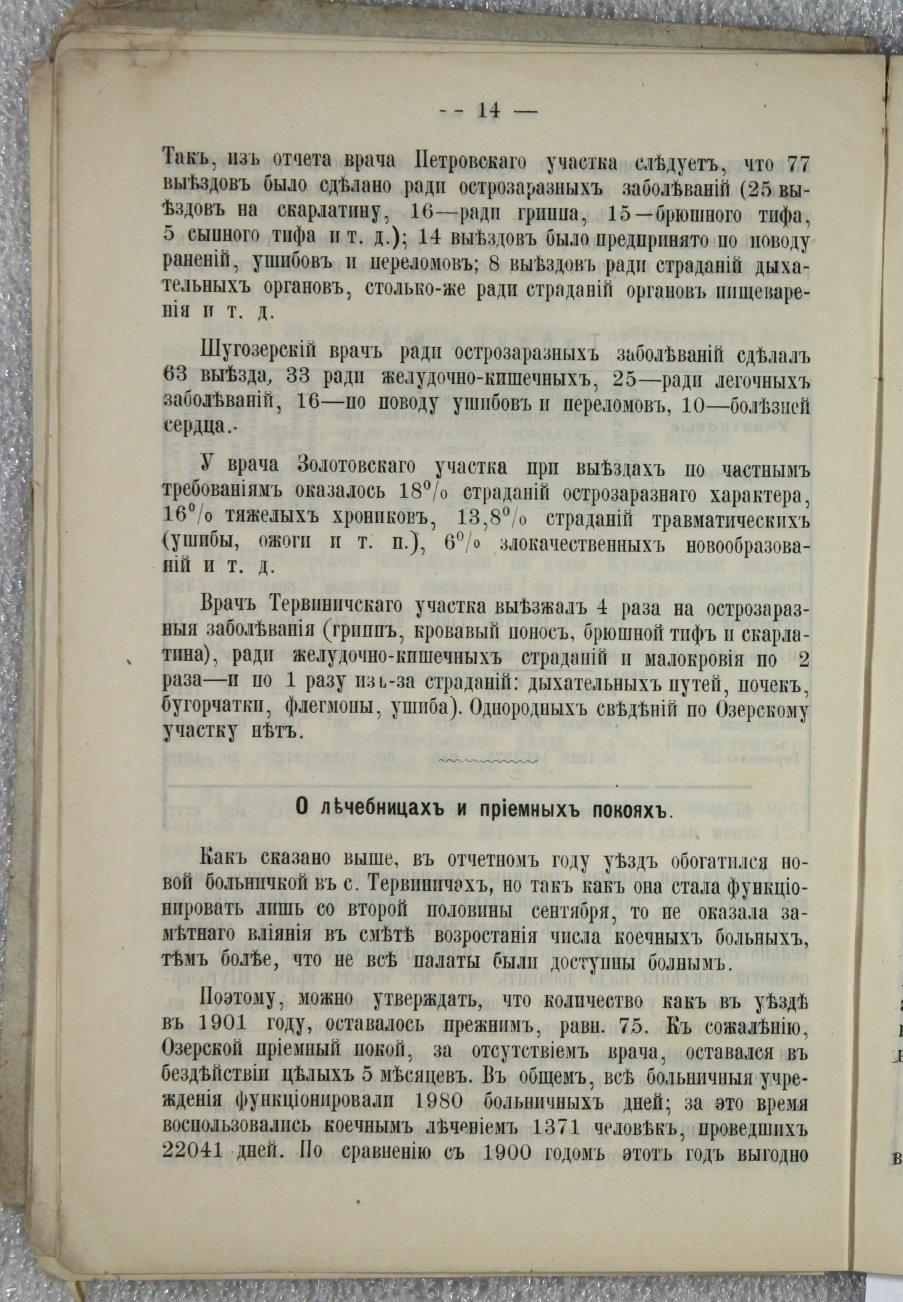 -- 14 —
Такъ, изъ отчета врача Петровскаго участка слѣдуетъ, что 77
выѣздовъ было сдѣлано ради острозаразныхъ заболѣваній (25 вы-
ѣздовъ на скарлатину, 16—ради гриппа, 15—брюшного тифа,
5 сыпного тифа и т. д.); 14 выѣздовъ было предпринято по поводу
раненій, ушибовъ и переломовъ; 8 выѣздовъ ради страданій дыха-
тельныхъ органовъ, столько-же ради страданій органовъ пищеваре-
нія и т. д.
Шугозерскій врачъ ради острозаразныхъ заболѣваній сдѣлалъ
63 выѣзда, 33 ради желудочно-кишечныхъ, 25—ради легочныхъ
заболѣваній, 16—по поводу ушибовъ и переломовъ, 10—болѣзней
сердца.
У врача Золотовскаго участка при выѣздахъ по частнымъ
требованіямъ оказалось 18% страданій острозаразнаго характера,
16% тяжелыхъ хрониковъ, 13,8% страданій травматическихъ
(ушибы, ожоги и т. п.), 6% злокачественныхъ новообразова-
ній и т. д.
Врачъ Тервиничскаго участка выѣзжалъ 4 раза на острозараз-
ныя заболѣванія (гриппъ, кровавый поносъ, брюшной тифъ и скарла-
тина), ради желудочно-кишечныхъ страданій и малокровія по 2
раза—и по 1 разу изъ-за страданій: дыхательныхъ путей, почекъ,
бугорчатки, флегмоны, ушиба). Однородныхъ свѣдѣній по Озерскому
участку нѣтъ.
О лѣчебницахъ и пріемныхъ покояхъ.
Какъ сказано выше, въ отчетномъ году уѣздъ обогатился но-
вой больничкой въ с. Тервиничахъ, но такъ какъ она стала функціо-
нировать лишь со второй половины сентября, то не оказала за-
мѣтнаго вліянія въ смѣтѣ возростанія числа коечныхъ больныхъ,
тѣмъ болѣе, что не всѣ палаты были доступны болнымъ.
Поэтому, можно утверждать, что количество какъ въ уѣздѣ
въ 1901 году, оставалось прежнимъ, равн. 75. Къ сожалѣнію,
Озерской пріемный покой, за отсутствіемъ врача, оставался въ
бездѣйствіи цѣлыхъ 5 мѣсяцевъ. Въ общемъ, всѣ больничныя учре-
жденія функціонировали 1980 больничныхъ дней; за это время
воспользовались коечнымъ лѣченіемъ 1371 человѣкъ, проведшихъ
22041 дней. По сравненію съ 1900 годомъ этотъ годъ выгодно